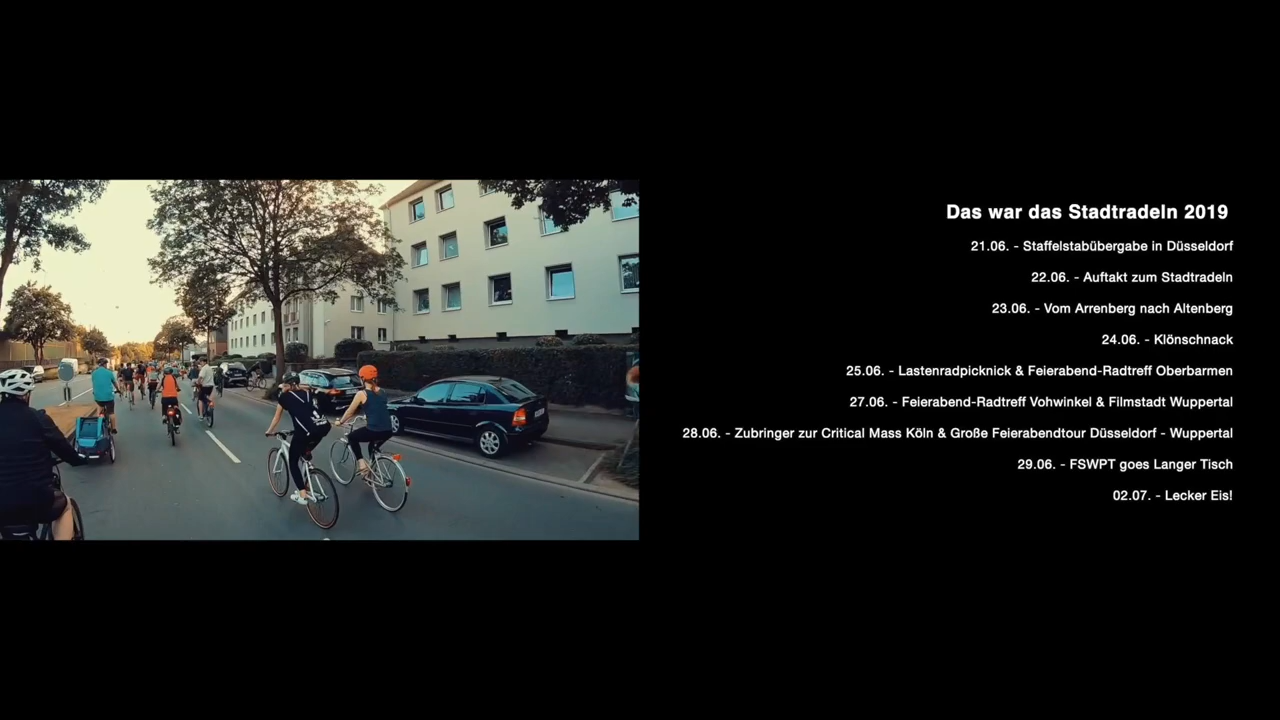 Das war das Stadtradeln 2019
21.06. - Staffelstabübergabe in Düsseldorf
22.06. - Auftakt zum Stadtradeln
23.06. - Vom Arrenberg nach Altenberg
24.06. - Klönschnack
25.06. - Lastenradpicknick & Feierabend-Radtreff Oberbarmen
27.06. - Feierabend-Radtreff Vohwinkel & Filmstadt Wuppertal
28.06. - Zubringer zur Critical Mass Köln & Große Feierabendtour Düsseldorf - Wuppertal
29.06. - FSWPT goes Langer Tisch
02.07. - Lecker Eis!